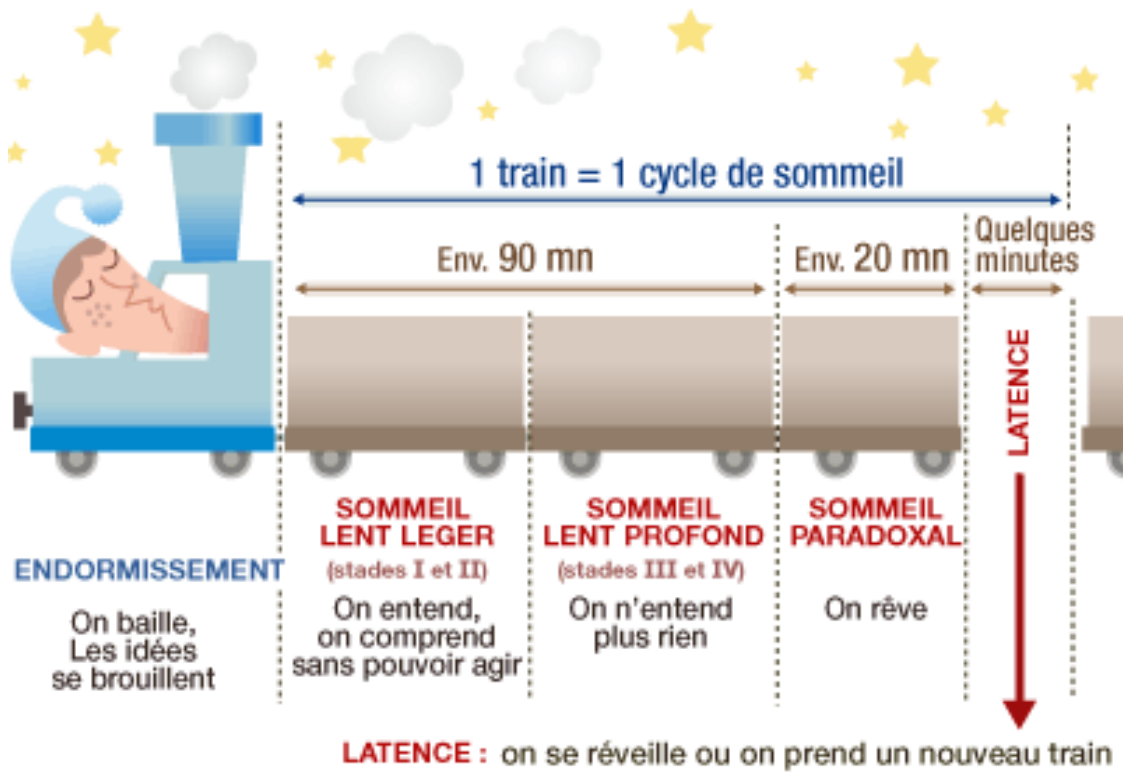 1 train = 1 cycle de sommeil
Env. 90 mn
Env. 20 mn
Quelques
minutes
LATENCE
ENDORMISSEMENT
On baille,
Les idées
se brouillent
SOMMEIL
LENT LEGER
(stades I et II)
On entend,
on comprend
sans pouvoir agir
SOMMEIL
LENT PROFOND
(stades III et IV)
On n'entend
plus rien
SOMMEIL
PARADOXAL
On rêve
LATENCE : on se réveille ou on prend un nouveau train